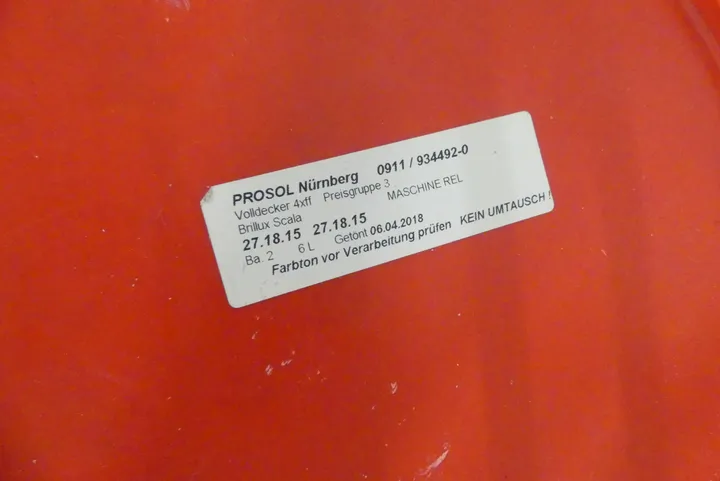 PROSOL Nürnberg 0911 / 934492-0
Volldecker 4xff Preisgruppe 3 MASCHINE REL
Brillux Scala
27.18.15 27.18.15
Ba. 2 6 L Getönt 06.04.2018 KEIN UMTAUSCH !
Farbton vor Verarbeitung prüfen